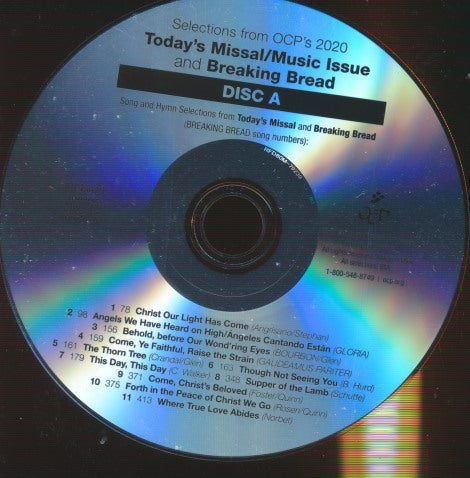 Selections from OCP's 2020
Today's Missal/Music Issue
and Breaking Bread
DISC A
Song and Hymn Selections from Today's Missal and Breaking Bread
(BREAKING BREAD song numbers):
OCP
1-800-548-8749 | ocp.org
1 78 Christ Our Light Has Come (Angrisano/Stephan)
2 98 Angels We Have Heard on High/Angeles Cantando Están (GLORIA)
3 156 Behold, before Our Wond'ring Eyes (BOURBON/Glen)
4 159 Come, Ye Faithful, Raise the Strain (GAUDEAMUS PARITER)
5 161 The Thorn Tree (Crandal/Glen) 6 163 Though Not Seeing You (B. Hurd)
7 179 This Day, This Day (C. Walker) 8 348 Supper of the Lamb (Schutte)
9 371 Come, Christ's Beloved (Foster/Quinn)
10 375 Forth in the Peace of Christ We Go (Rosen/Quinn)
11 413 Where True Love Abides (Norbet)